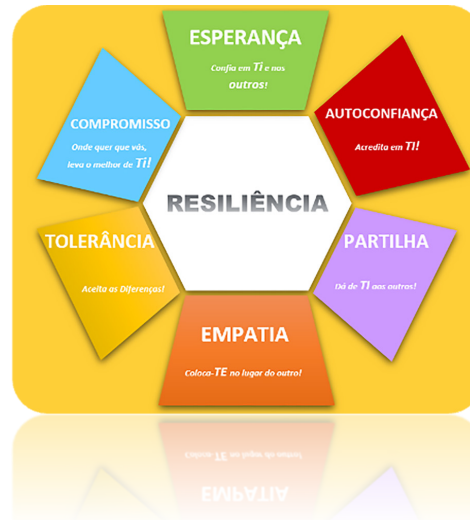 ESPERANÇA
Confia em Ti e nos
outros!
COMPROMISSO
Onde quer que vás,
leva o melhor de Ti!
AUTOCONFIANÇA
Acredita em TI!
RESILIÊNCIA
TOLERÂNCIA
Aceita as Diferenças!
PARTILHA
Dá de TI aos outros!
EMPATIA
Coloca-TE no lugar do outro!